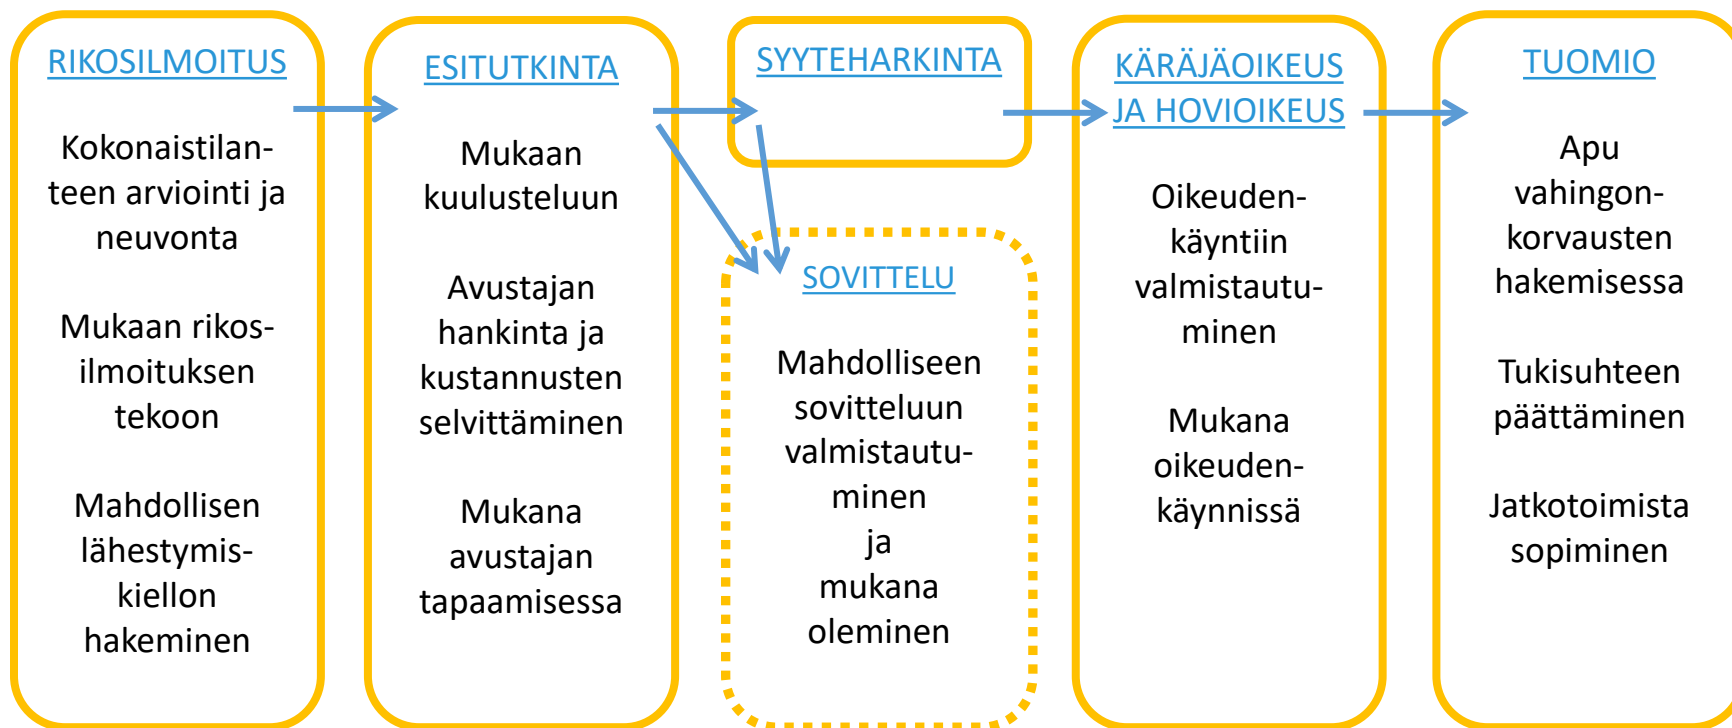 RIKOSILMOITUS
Kokonaistilan-
teen arviointi ja
neuvonta
Mukaan rikos-
ilmoituksen
tekoon
Mahdollisen
lähestymis-
kiellon
hakeminen
ESITUTKINTA
Mukaan
kuulusteluun
Avustajan
hankinta ja
kustannusten
selvittäminen
Mukana
avustajan
tapaamisessa
SYYTEHARKINTA
SOVITTELU
Mahdolliseen
sovitteluun
valmistautu-
minen
ja
mukana
oleminen
KÄRÄJÄOIKEUS
JA HOVIOIKEUS
Oikeuden-
käyntiin
valmistautu-
minen
Mukana
oikeuden-
käynnissä
TUOMIO
Apu
vahingon-
korvausten
hakemisessa
Tukisuhteen
päättäminen
Jatkotoimista
sopiminen